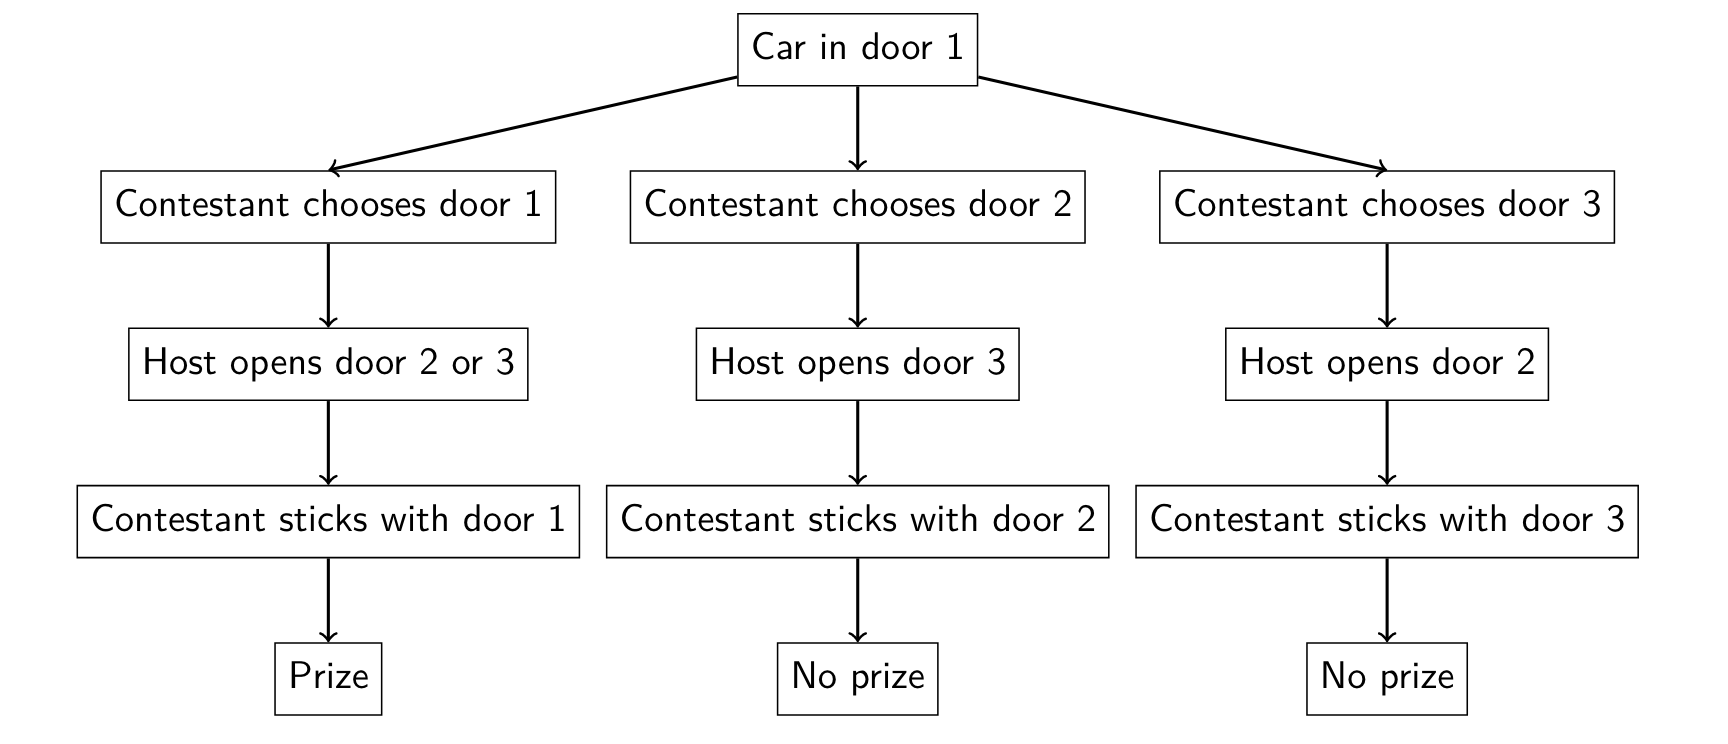 Car in door 1
Contestant chooses door 1
Contestant chooses door 2
Contestant chooses door 3
Host opens door 2 or 3
Host opens door 3
Host opens door 2
Contestant sticks with door 1
Contestant sticks with door 2
Contestant sticks with door 3
Prize
No prize
No prize